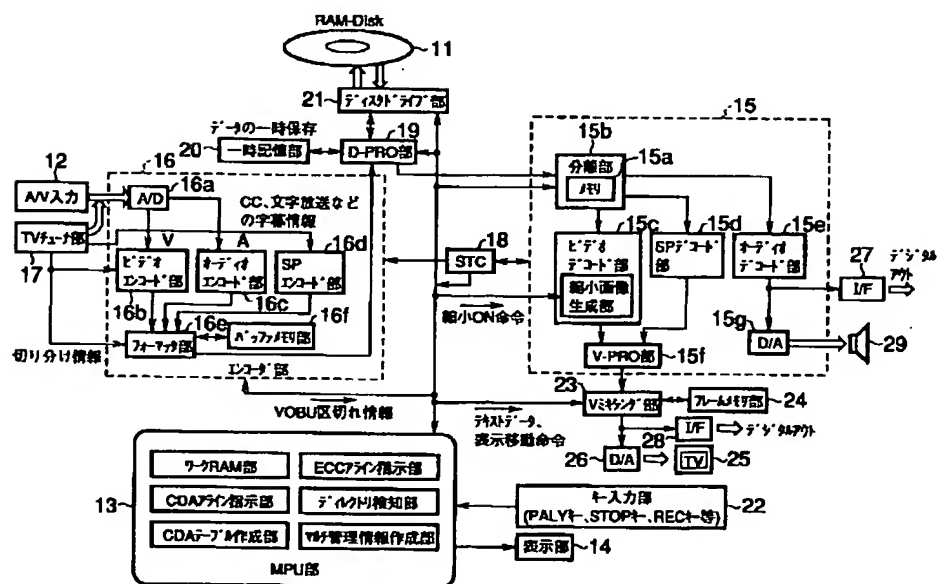 RAM-Disk
11
21
ディスクドライブ部
データの一時保存
19
20
一時記憶部
D-PRO部
12
16
A/V入力
A/D
16a
TVチューナ部
17
CC、文字放送など
の字幕情報
V
A
16d
ビデオ
エンコード部
オーディオ
エンコード部
SP
エンコード部
16b
16c
16f
16e
フォーマッタ部
バッファメモリ部
切り分け情報
エンコーダ部
VOBU区切れ情報
18
STC
15
15b
分離部
15a
メモリ
15c
ビデオ
デコード部
縮小画像
生成部
15d
SPデコード部
15e
オーディオ
デコード部
縮小ON命令
27
I/F
デジタル
アウト
15g
D/A
29
V-PRO部
15f
23
Vミキシング部
フレームメモリ部
24
テキストデータ、
表示移動命令
I/F
28
デジタルアウト
26
D/A
TV
25
13
ワークRAM部
ECCアライン指示部
CDAアライン指示部
ディレクトリ検知部
CDAテーブル作成部
マルチ管理情報作成部
MPU部
キー入力部
(PALYキー、STOPキー、RECキー等)
22
表示部
14